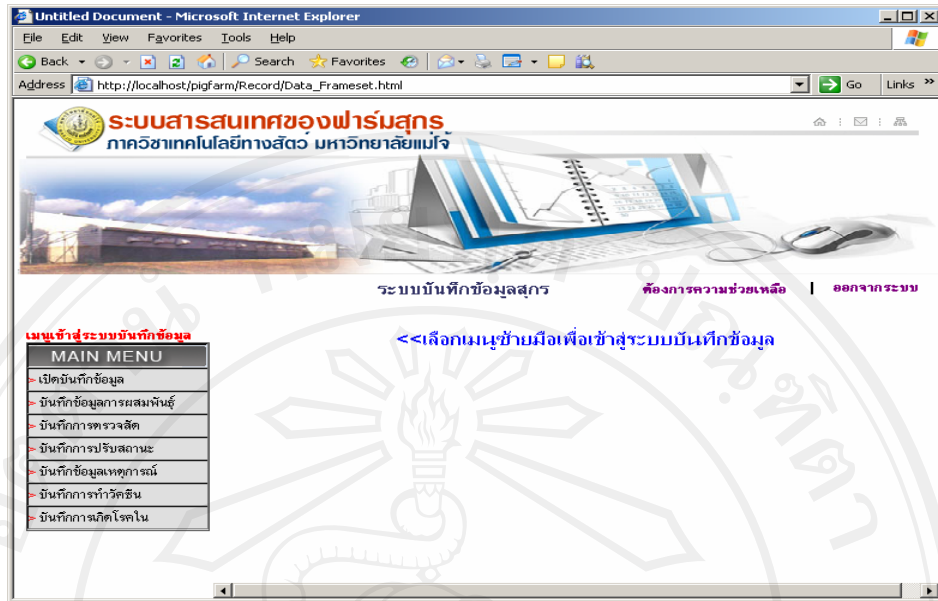 Untitled Document - Microsoft Internet Explorer
File Edit View Favorites Tools Help
Back Search Favorites
Address http://localhost/pigfarm/Record/Data_Frameset.html Go Links »
ระบบสารสนเทศของฟาร์มสุกร
ภาควิชาเทคโนโลยีทางสัตว์ มหาวิทยาลัยแม่โจ้
ระบบบันทึกข้อมูลสุกร ต้องการความช่วยเหลือ | ออกจากระบบ
เมนูเข้าสู่ระบบบันทึกข้อมูล
<<เลือกเมนูซ้ายมือเพื่อเข้าสู่ระบบบันทึกข้อมูล
MAIN MENU
เปิดบันทึกข้อมูล
บันทึกข้อมูลการผสมพันธุ์
บันทึกการตรวจสัด
บันทึกการปรับสถานะ
บันทึกข้อมูลเหตุการณ์
บันทึกการทำวัคซีน
บันทึกการเกิดโรคใน